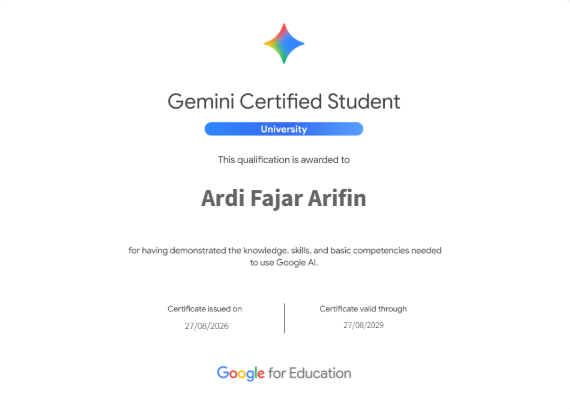 Gemini Certified Student
University
This qualification is awarded to
Ardi Fajar Arifin
for having demonstrated the knowledge, skills, and basic competencies needed
to use Google AI.
Certificate issued on
27/08/2026
Certificate valid through
27/08/2029
Google for Education